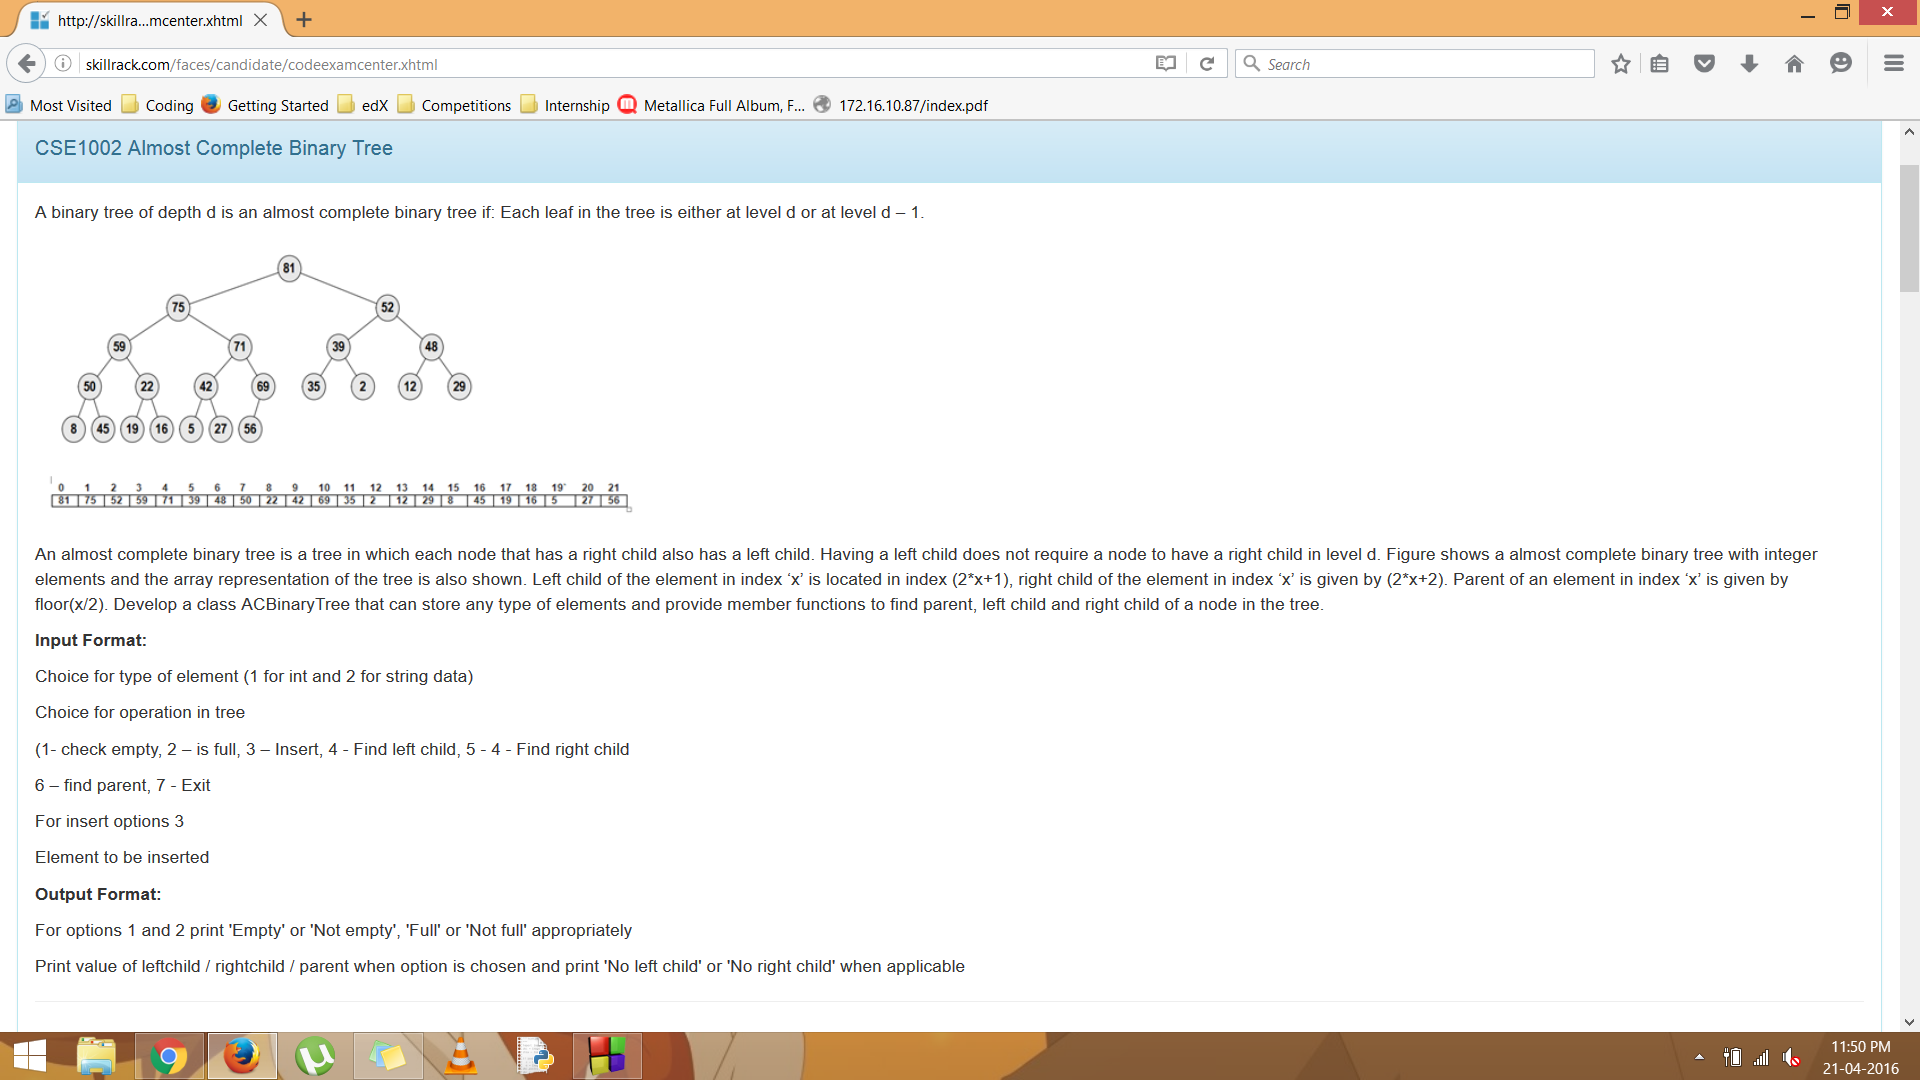 http://skillra...mcenter.xhtml
skillrack.com/faces/candidate/codeexamcenter.xhtml
Search
Most Visited Coding Getting Started edX Competitions Internship Metallica Full Album, F... 172.16.10.87/index.pdf
CSE1002 Almost Complete Binary Tree
A binary tree of depth d is an almost complete binary tree if: Each leaf in the tree is either at level d or at level d – 1.
81
75 52
59 71 39 48
50 22 42 69 35 2 12 29
8 45 19 16 5 27 56
0 1 2 3 4 5 6 7 8 9 10 11 12 13 14 15 16 17 18 19` 20 21
81 75 52 59 71 39 48 50 22 42 69 35 2 12 29 8 45 19 16 5 27 56
An almost complete binary tree is a tree in which each node that has a right child also has a left child. Having a left child does not require a node to have a right child in level d. Figure shows a almost complete binary tree with integer
elements and the array representation of the tree is also shown. Left child of the element in index ‘x’ is located in index (2*x+1), right child of the element in index ‘x’ is given by (2*x+2). Parent of an element in index ‘x’ is given by
floor(x/2). Develop a class ACBinaryTree that can store any type of elements and provide member functions to find parent, left child and right child of a node in the tree.
Input Format:
Choice for type of element (1 for int and 2 for string data)
Choice for operation in tree
(1- check empty, 2 – is full, 3 – Insert, 4 - Find left child, 5 - 4 - Find right child
6 – find parent, 7 - Exit
For insert options 3
Element to be inserted
Output Format:
For options 1 and 2 print 'Empty' or 'Not empty', 'Full' or 'Not full' appropriately
Print value of leftchild / rightchild / parent when option is chosen and print 'No left child' or 'No right child' when applicable
11:50 PM
21-04-2016